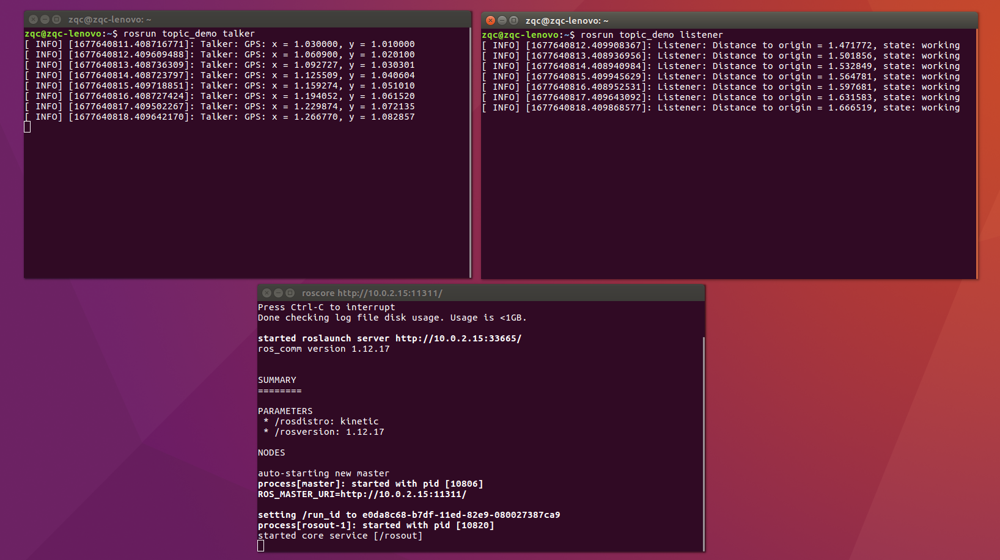 zqc@zqc-lenovo: ~
zqc@zqc-lenovo:~$ rosrun topic_demo talker
[ INFO] [1677640811.408716771]: Talker: GPS: x = 1.030000, y = 1.010000
[ INFO] [1677640812.409609488]: Talker: GPS: x = 1.060900, y = 1.020100
[ INFO] [1677640813.408736309]: Talker: GPS: x = 1.092727, y = 1.030301
[ INFO] [1677640814.408723797]: Talker: GPS: x = 1.125509, y = 1.040604
[ INFO] [1677640815.409718851]: Talker: GPS: x = 1.159274, y = 1.051010
[ INFO] [1677640816.408727424]: Talker: GPS: x = 1.194052, y = 1.061520
[ INFO] [1677640817.409502267]: Talker: GPS: x = 1.229874, y = 1.072135
[ INFO] [1677640818.409642170]: Talker: GPS: x = 1.266770, y = 1.082857
zqc@zqc-lenovo: ~
zqc@zqc-lenovo:~$ rosrun topic_demo listener
[ INFO] [1677640812.409908367]: Listener: Distance to origin = 1.471772, state: working
[ INFO] [1677640813.408936956]: Listener: Distance to origin = 1.501856, state: working
[ INFO] [1677640814.408940984]: Listener: Distance to origin = 1.532849, state: working
[ INFO] [1677640815.409945629]: Listener: Distance to origin = 1.564781, state: working
[ INFO] [1677640816.408952531]: Listener: Distance to origin = 1.597681, state: working
[ INFO] [1677640817.409643092]: Listener: Distance to origin = 1.631583, state: working
[ INFO] [1677640818.409868577]: Listener: Distance to origin = 1.666519, state: working
roscore http://10.0.2.15:11311/
Press Ctrl-C to interrupt
Done checking log file disk usage. Usage is <1GB.
started roslaunch server http://10.0.2.15:33665/
ros_comm version 1.12.17
SUMMARY
========
PARAMETERS
 * /rosdistro: kinetic
 * /rosversion: 1.12.17
NODES
auto-starting new master
process[master]: started with pid [10806]
ROS_MASTER_URI=http://10.0.2.15:11311/
setting /run_id to e0da8c68-b7df-11ed-82e9-080027387ca9
process[rosout-1]: started with pid [10820]
started core service [/rosout]